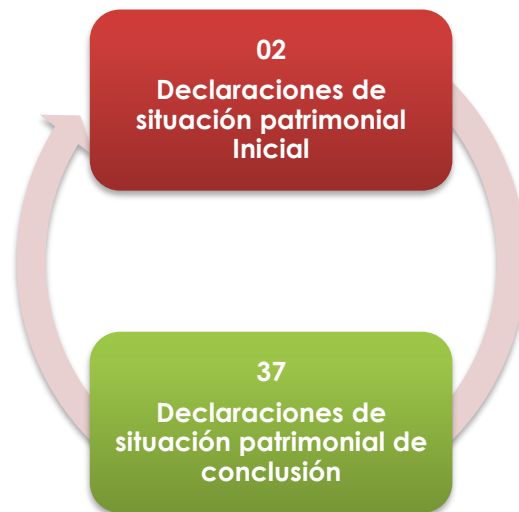 02
Declaraciones de
situación patrimonial
Inicial
37
Declaraciones de
situación patrimonial de
conclusión